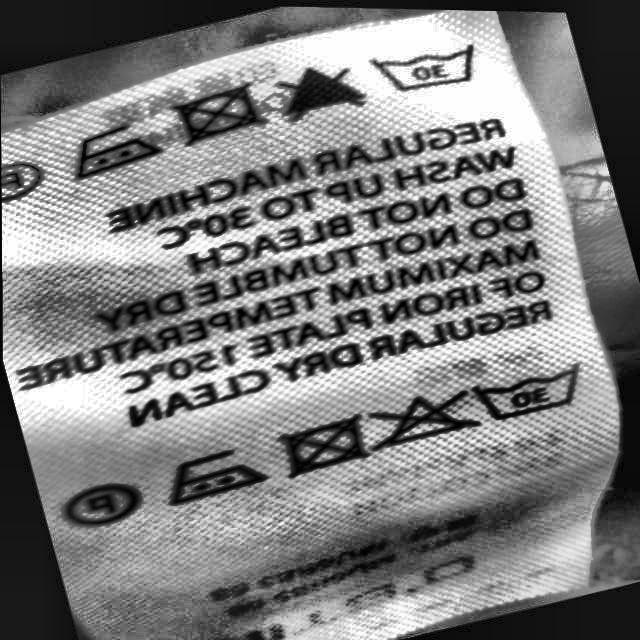 30
REGULAR MACHINE
WASH UP TO 30°C
DO NOT BLEACH
DO NOT TUMBLE DRY
MAXIMUM TEMPERATURE
OF IRON PLATE 150°C
REGULAR DRY CLEAN
30
P